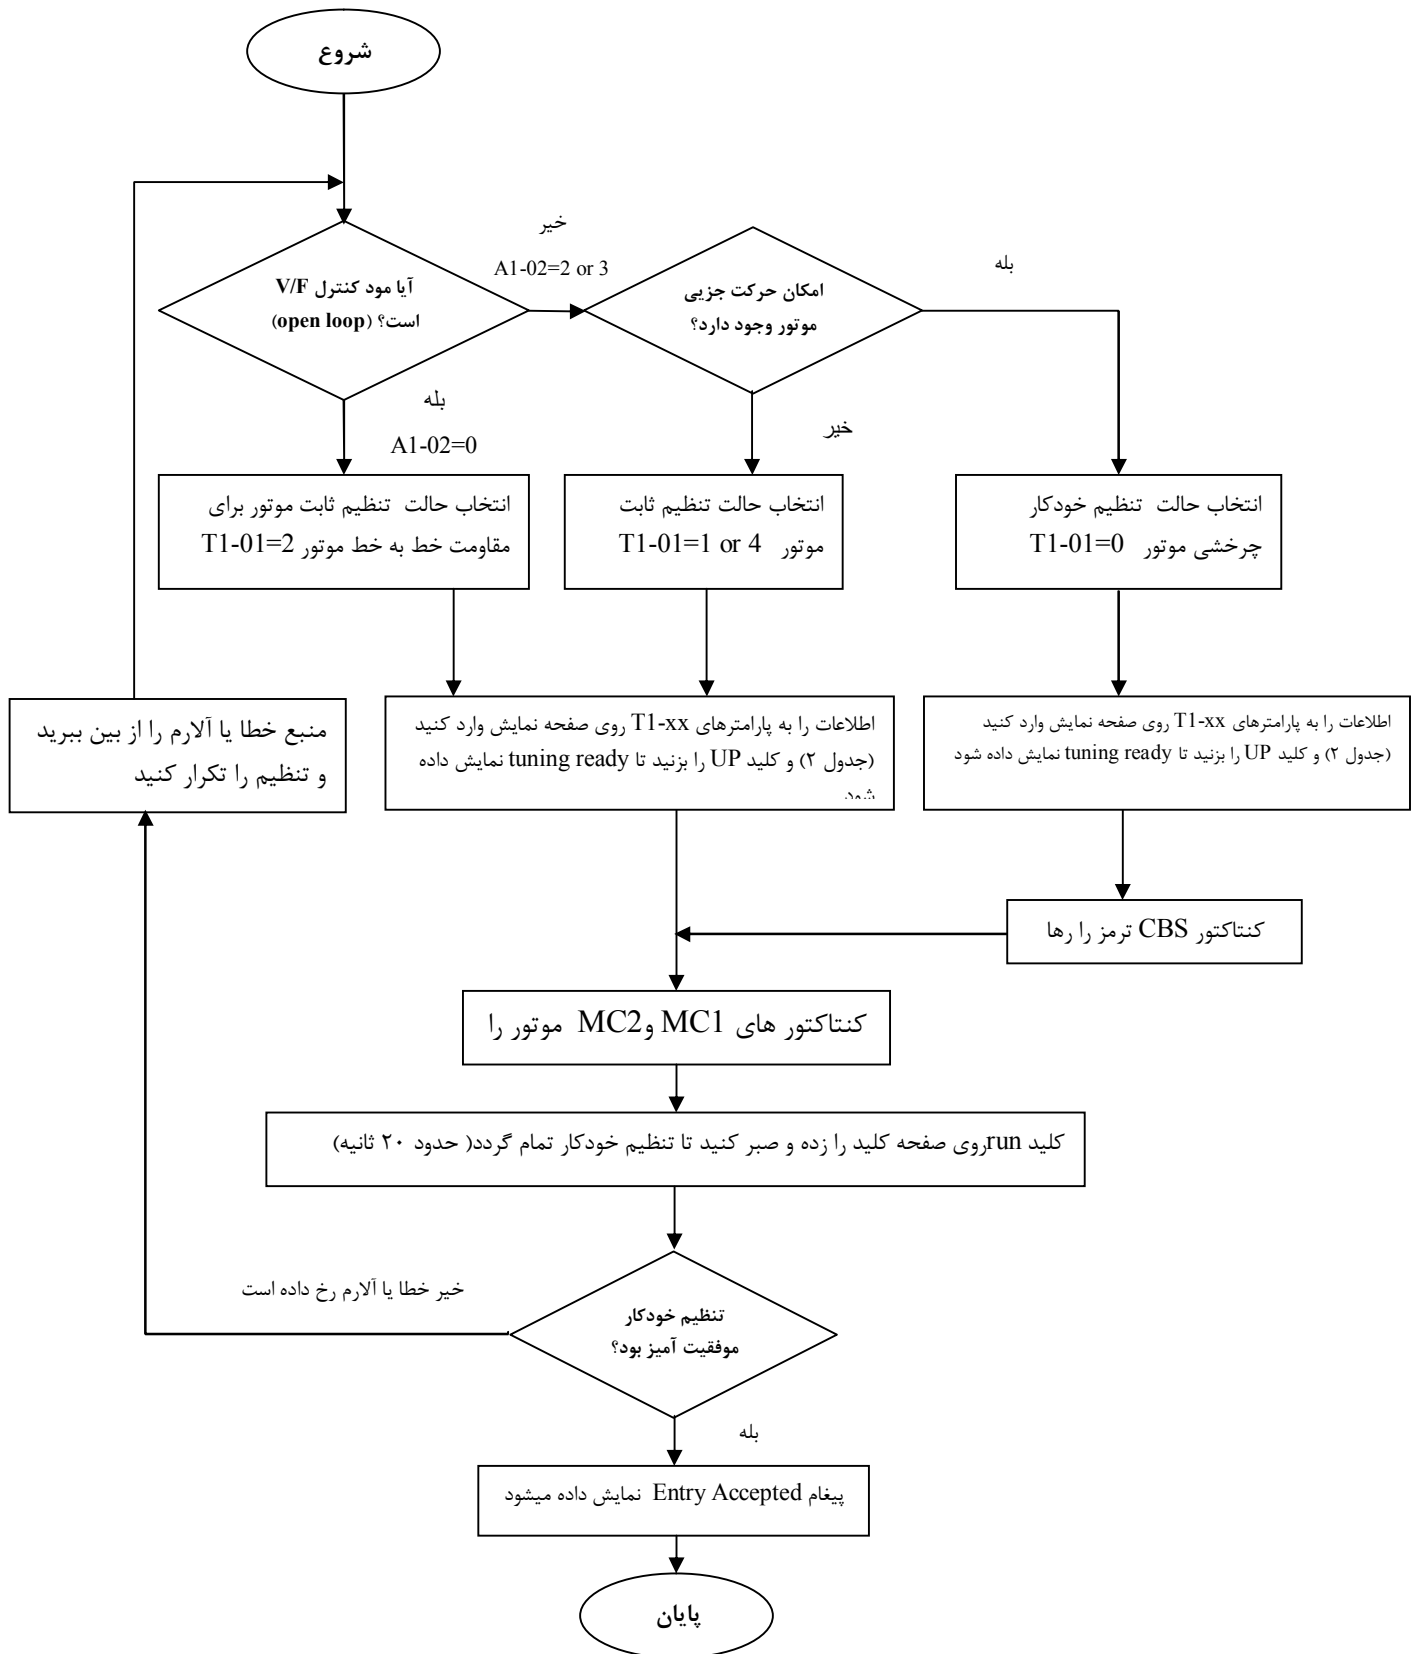 شروع
خیر
A1-02=2 or 3
بله
آیا مود کنترل V/F
است؟ (open loop)
امکان حرکت جزیی
موتور وجود دارد؟
بله
A1-02=0
خیر
انتخاب حالت تنظیم ثابت موتور برای
مقاومت خط به خط موتور T1-01=2
انتخاب حالت تنظیم ثابت
موتور T1-01=1 or 4
انتخاب حالت تنظیم خودکار
چرخشی موتور T1-01=0
منبع خطا یا آلارم را از بین ببرید
و تنظیم را تکرار کنید
اطلاعات را به پارامترهای T1-xx روی صفحه نمایش وارد کنید
(جدول ۲) و کلید UP را بزنید تا tuning ready نمایش داده
شود
اطلاعات را به پارامترهای T1-xx روی صفحه نمایش وارد کنید
(جدول ۲) و کلید UP را بزنید تا tuning ready نمایش داده شود
کنتاکتور CBS ترمز را رها
کنتاکتور های MC1 وMC2 موتور را
کلید runروی صفحه کلید را زده و صبر کنید تا تنظیم خودکار تمام گردد( حدود ۲۰ ثانیه)
خیر خطا یا آلارم رخ داده است
تنظیم خودکار
موفقیت آمیز بود؟
بله
پیغام Entry Accepted نمایش داده میشود
پایان